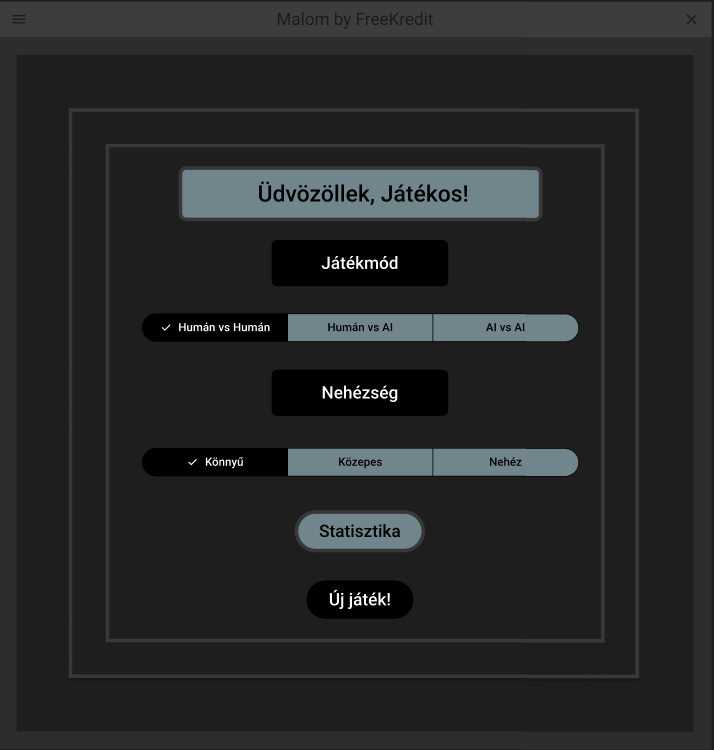 Malom by FreeKredit
Üdvözöllek, Játékos!
Játékmód
Humán vs Humán
Humán vs AI
AI vs AI
Nehézség
Könnyű
Közepes
Nehéz
Statisztika
Új játék!